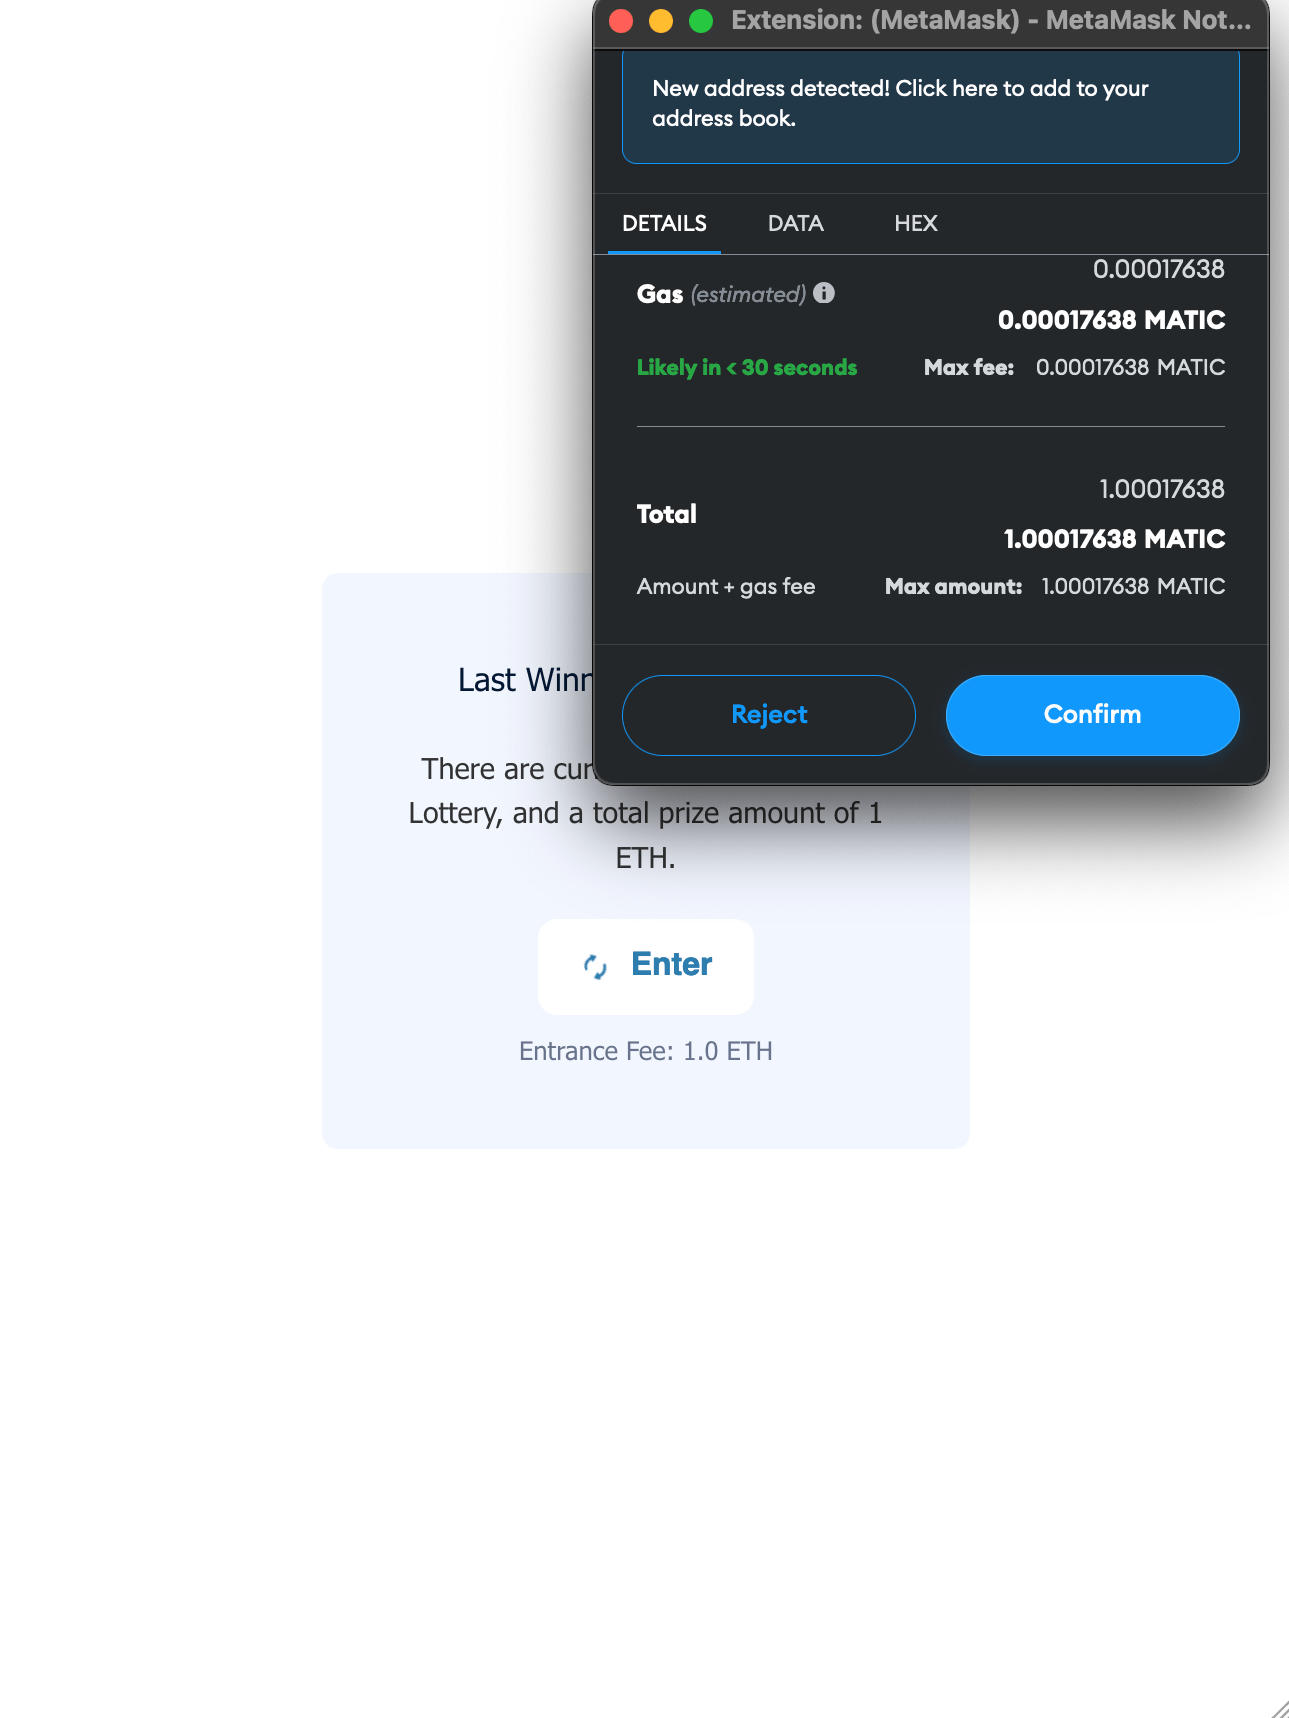 Extension: (MetaMask) - MetaMask Not...
New address detected! Click here to add to your
address book.
DETAILS DATA HEX
0.00017638
Gas (estimated)
0.00017638 MATIC
Likely in < 30 seconds Max fee: 0.00017638 MATIC
1.00017638
Total
1.00017638 MATIC
Amount + gas fee Max amount: 1.00017638 MATIC
Reject Confirm
Last Winn
There are cur
Lottery, and a total prize amount of 1
ETH.
Enter
Entrance Fee: 1.0 ETH